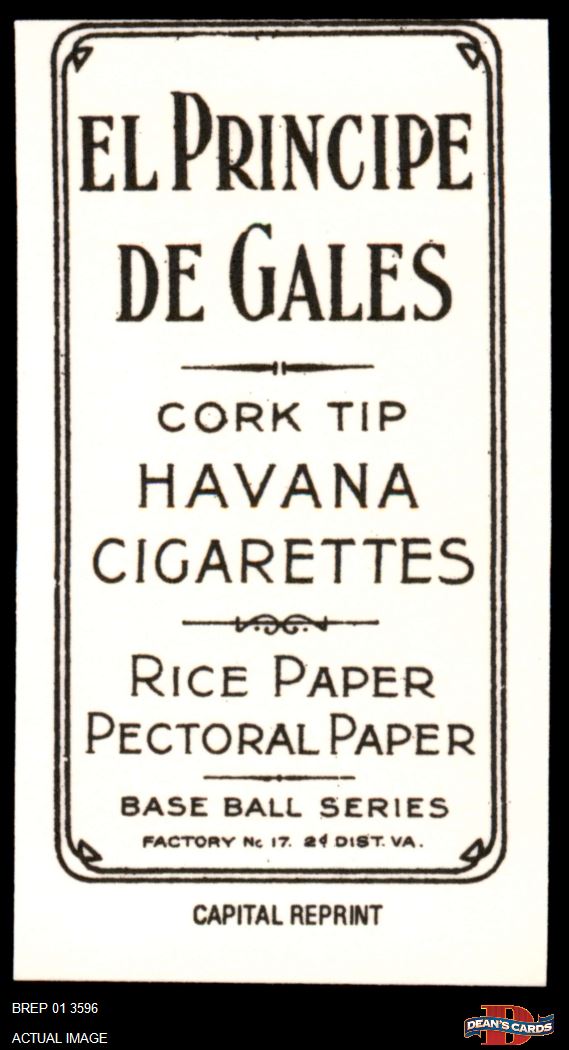 EL PRINCIPE
DE GALES
CORK TIP
HAVANA
CIGARETTES
RICE PAPER
PECTORAL PAPER
BASE BALL SERIES
FACTORY Nc 17. 2d DIST. VA.
CAPITAL REPRINT
BREP 01 3596
ACTUAL IMAGE
D
DEAN'S CARDS